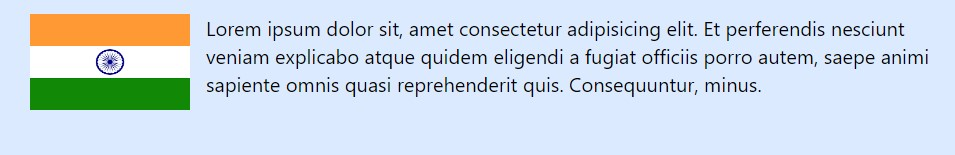 Lorem ipsum dolor sit, amet consectetur adipisicing elit. Et perferendis nesciunt
veniam explicabo atque quidem eligendi a fugiat officiis porro autem, saepe animi
sapiente omnis quasi reprehenderit quis. Consequuntur, minus.